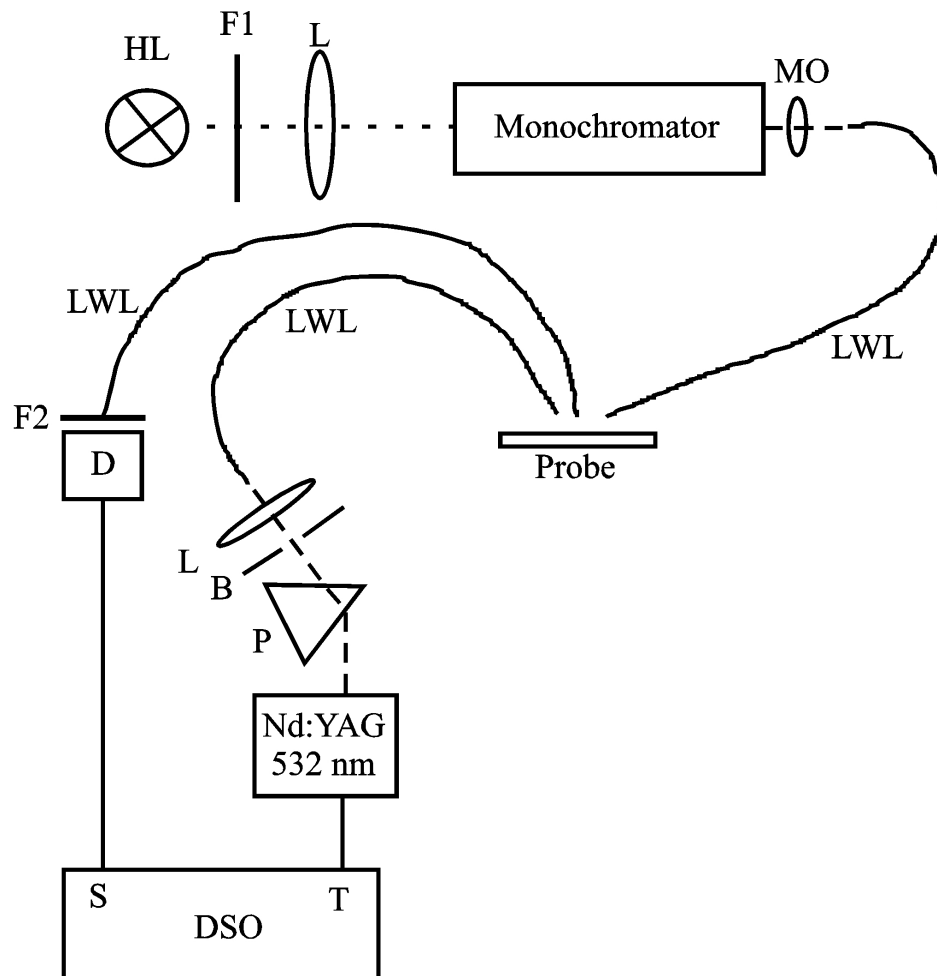 HL
F1
L
Monochromator
MO
LWL
LWL
LWL
F2
D
Probe
L
B
P
Nd:YAG
532 nm
S
T
DSO